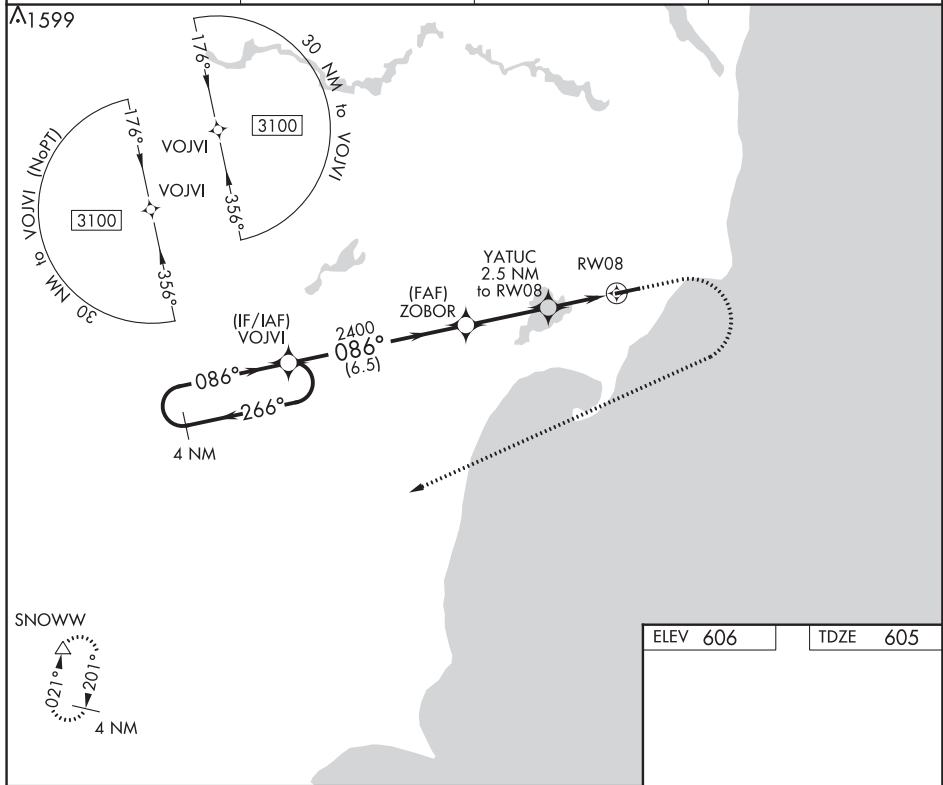 1599
30 NM to VOJVI
176°
3100
VOJVI
356°
30 NM to VOJVI (NoPT)
176°
VOJVI
3100
356°
YATUC
2.5 NM
to RW08
RW08
(FAF)
ZOBOR
(IF/IAF)
VOJVI
2400
086°
(6.5)
086°
266°
4 NM
SNOWW
021°
201°
4 NM
ELEV 606
TDZE 605